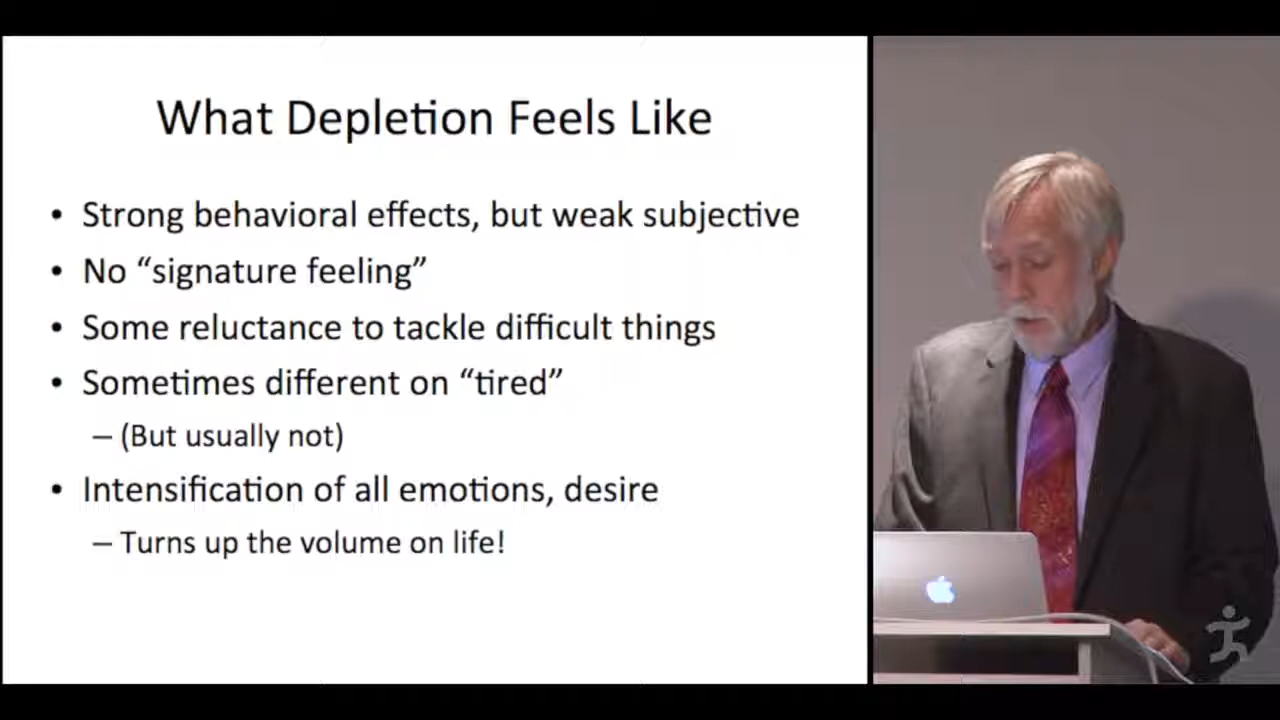 What Depletion Feels Like
• Strong behavioral effects, but weak subjective
• No “signature feeling”
• Some reluctance to tackle difficult things
• Sometimes different on “tired”
– (But usually not)
• Intensification of all emotions, desire
– Turns up the volume on life!